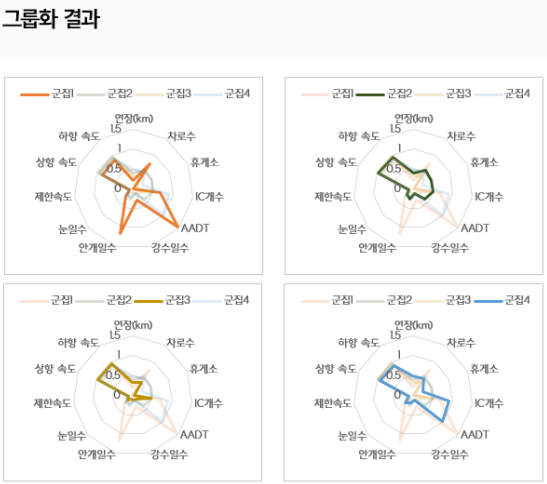 그룹화 결과
군집1 군집2 군집3 군집4
연장(km)
1.5
하향 속도 차로수
1
상향 속도 휴게소
0.5
제한속도 0 IC개수
눈일수 AADT
안개일수 강수일수
군집1 군집2 군집3 군집4
연장(km)
1.5
하향 속도 차로수
1
상향 속도 휴게소
0.5
제한속도 0 IC개수
눈일수 AADT
안개일수 강수일수
군집1 군집2 군집3 군집4
연장(km)
1.5
하향 속도 차로수
1
상향 속도 휴게소
0.5
제한속도 0 IC개수
눈일수 AADT
안개일수 강수일수
군집1 군집2 군집3 군집4
연장(km)
1.5
하향 속도 차로수
1
상향 속도 휴게소
0.5
제한속도 0 IC개수
눈일수 AADT
안개일수 강수일수